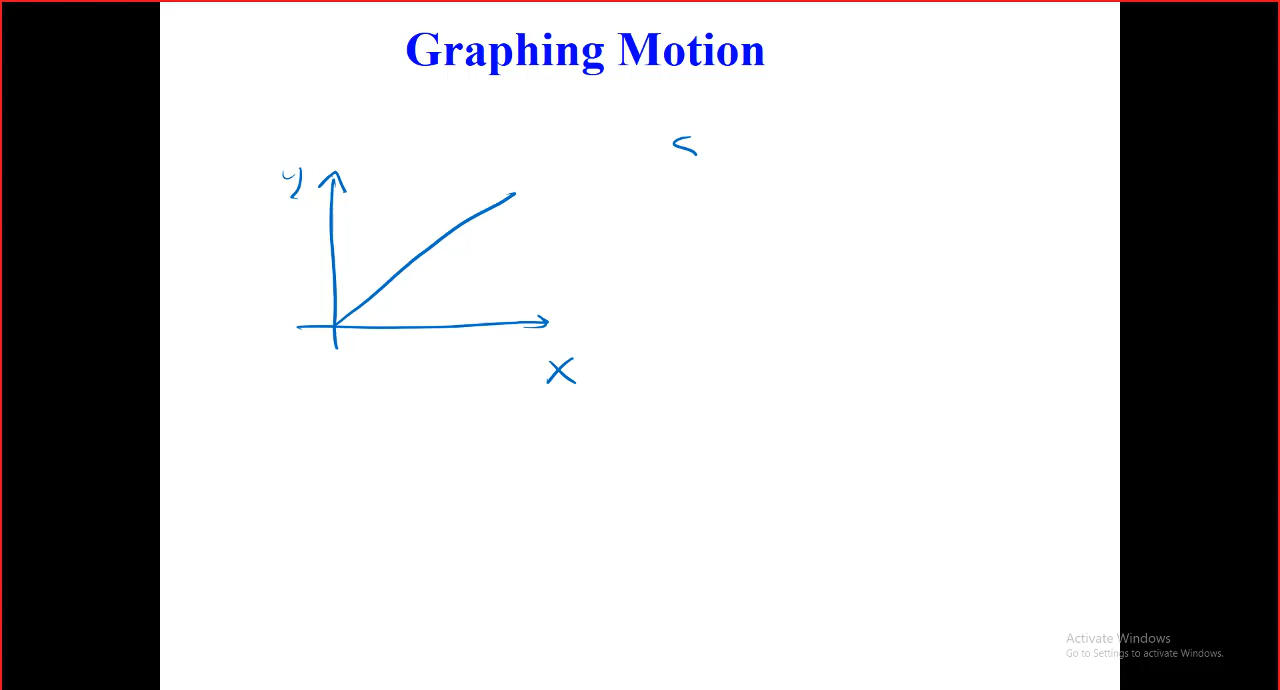 Graphing Motion
y
x
Activate Windows
Go to Settings to activate Windows.